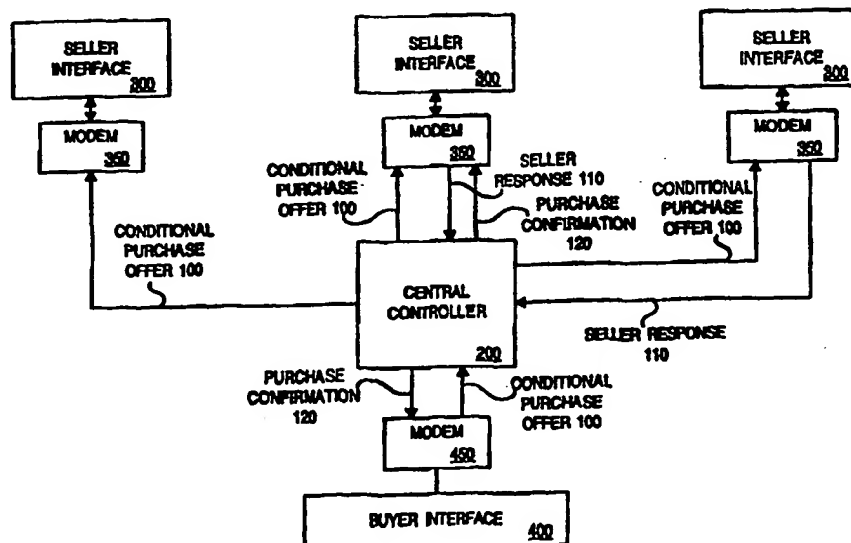 SELLER
INTERFACE
300
MODEM
350
SELLER
INTERFACE
300
MODEM
350
SELLER
INTERFACE
300
MODEM
350
CONDITIONAL
PURCHASE
OFFER 100
CONDITIONAL
PURCHASE
OFFER 100
SELLER
RESPONSE 110
PURCHASE
CONFIRMATION
120
CONDITIONAL
PURCHASE
OFFER 100
CENTRAL
CONTROLLER
200
SELLER RESPONSE
110
PURCHASE
CONFIRMATION
120
CONDITIONAL
PURCHASE
OFFER 100
MODEM
450
BUYER INTERFACE
400